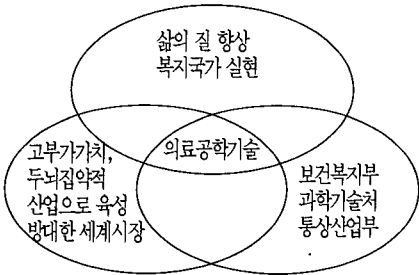 삶의 질 향상
복지국가 실현
의료공학기술
고부가가치,
두뇌집약적
산업으로 육성
방대한 세계시장
보건복지부
과학기술처
통상산업부